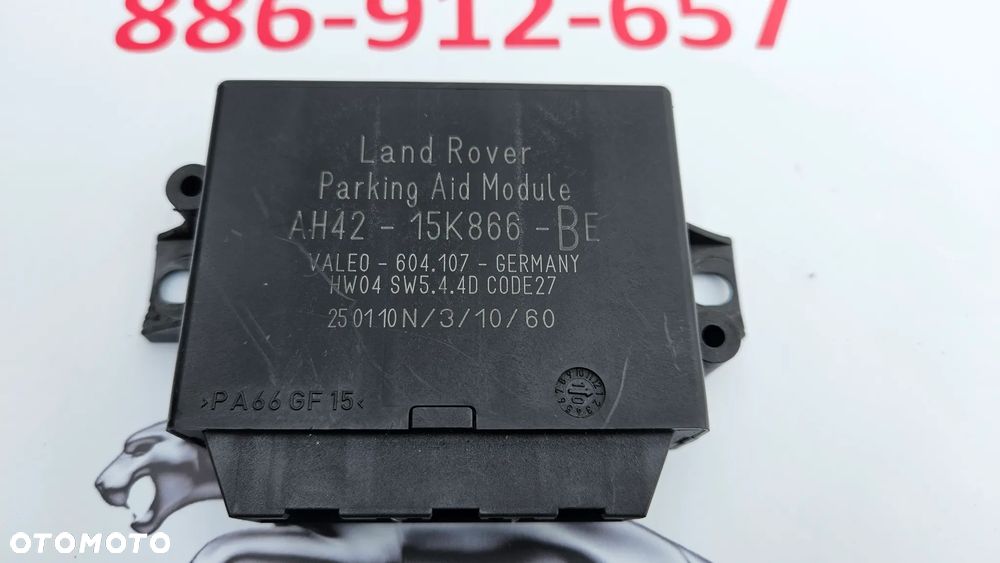 886-912-657
Land Rover
Parking Aid Module
AH42 - 15K866 - BE
VALEO - 604.107 - GERMANY
HW04 SW5.4.4D CODE27
250110N/3/10/60
>PA66 GF15<
OTOMOTO